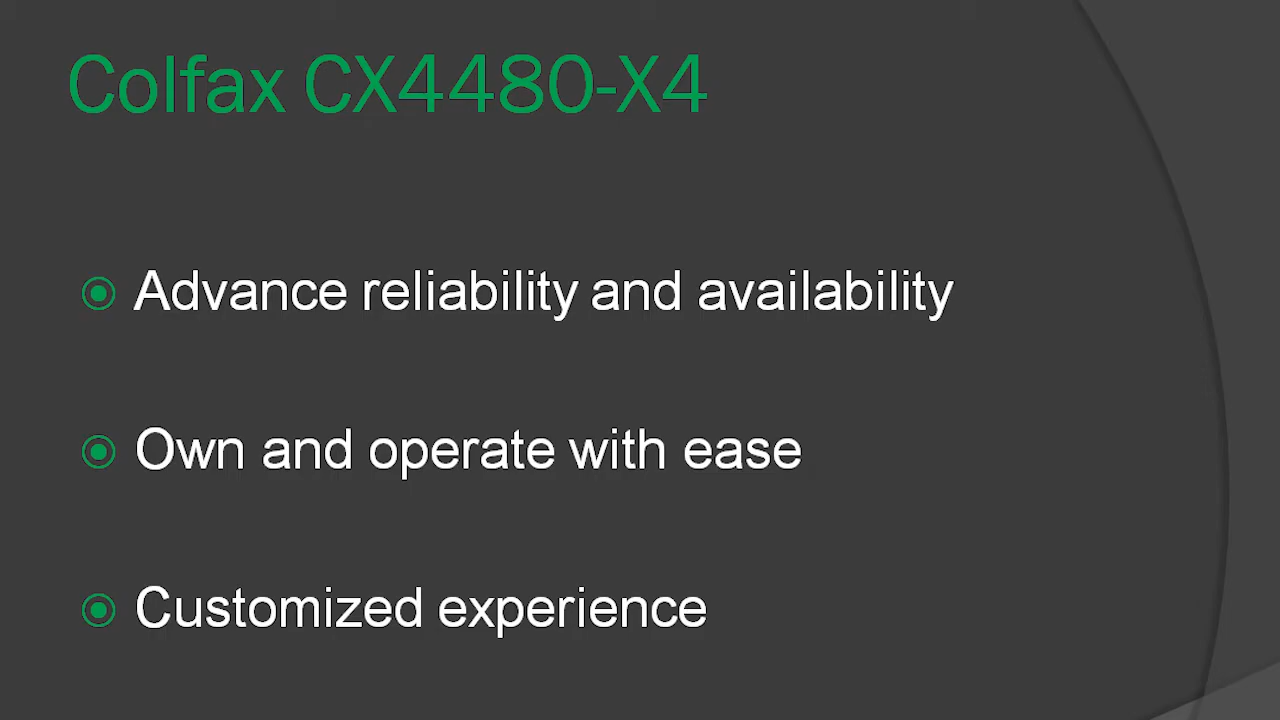 Colfax CX4480-X4
Advance reliability and availability
Own and operate with ease
Customized experience